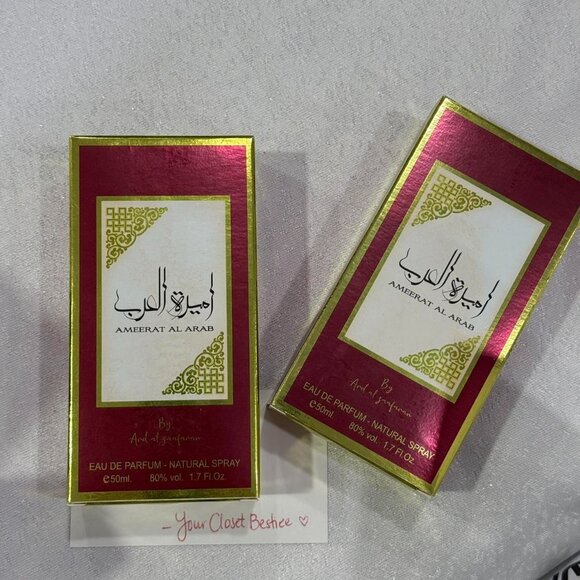 اميرة العرب
AMEERAT AL ARAB
By
Ard al zaafaran
EAU DE PARFUM - NATURAL SPRAY
℮50ml. 80% vol. 1.7 Fl.Oz.
اميرة العرب
AMEERAT AL ARAB
By
Ard al zaafaran
EAU DE PARFUM - NATURAL SPRAY
℮50ml. 80% vol. 1.7 Fl.Oz.
- Your Closet Bestiee ♡